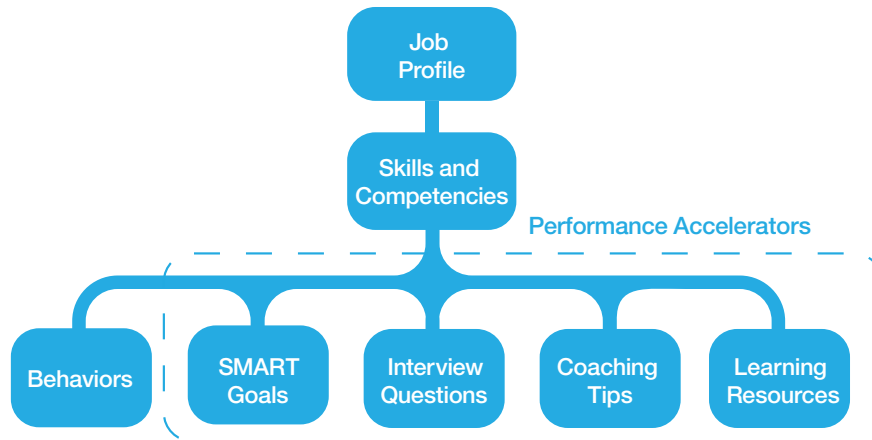 Job
Profile
Skills and
Competencies
Performance Accelerators
Behaviors
SMART
Goals
Interview
Questions
Coaching
Tips
Learning
Resources